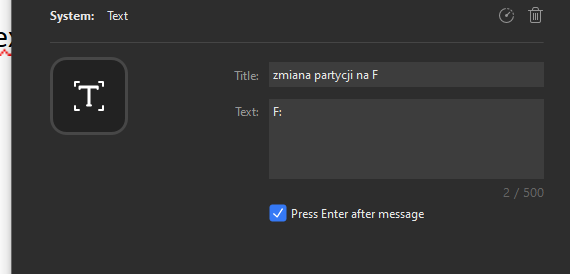 System: Text
Title: zmiana partycji na F
Text: F:
2 / 500
Press Enter after message